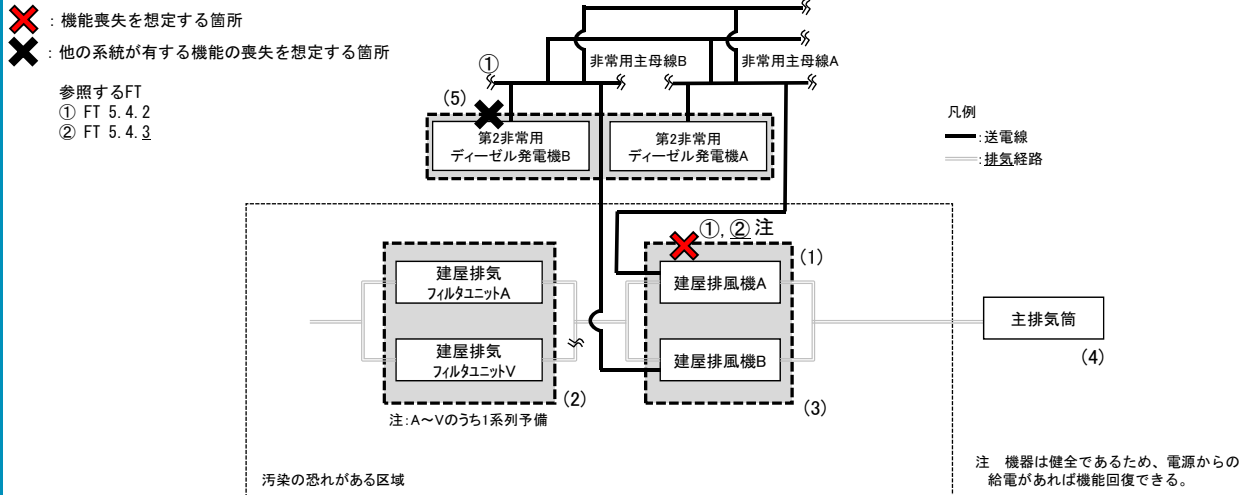 ：機能喪失を想定する箇所
：他の系統が有する機能の喪失を想定する箇所
参照するFT
① FT 5.4.2
② FT 5.4.3
①
非常用主母線B
非常用主母線A
(5)
第2非常用
ディーゼル発電機B
第2非常用
ディーゼル発電機A
凡例
：送電線
：排気経路
①，② 注
(1)
建屋排気
フィルタユニットA
建屋排風機A
主排気筒
(4)
建屋排気
フィルタユニットV
建屋排風機B
(2)
(3)
注：A～Vのうち1系列予備
汚染の恐れがある区域
注　機器は健全であるため、電源からの
給電があれば機能回復できる。